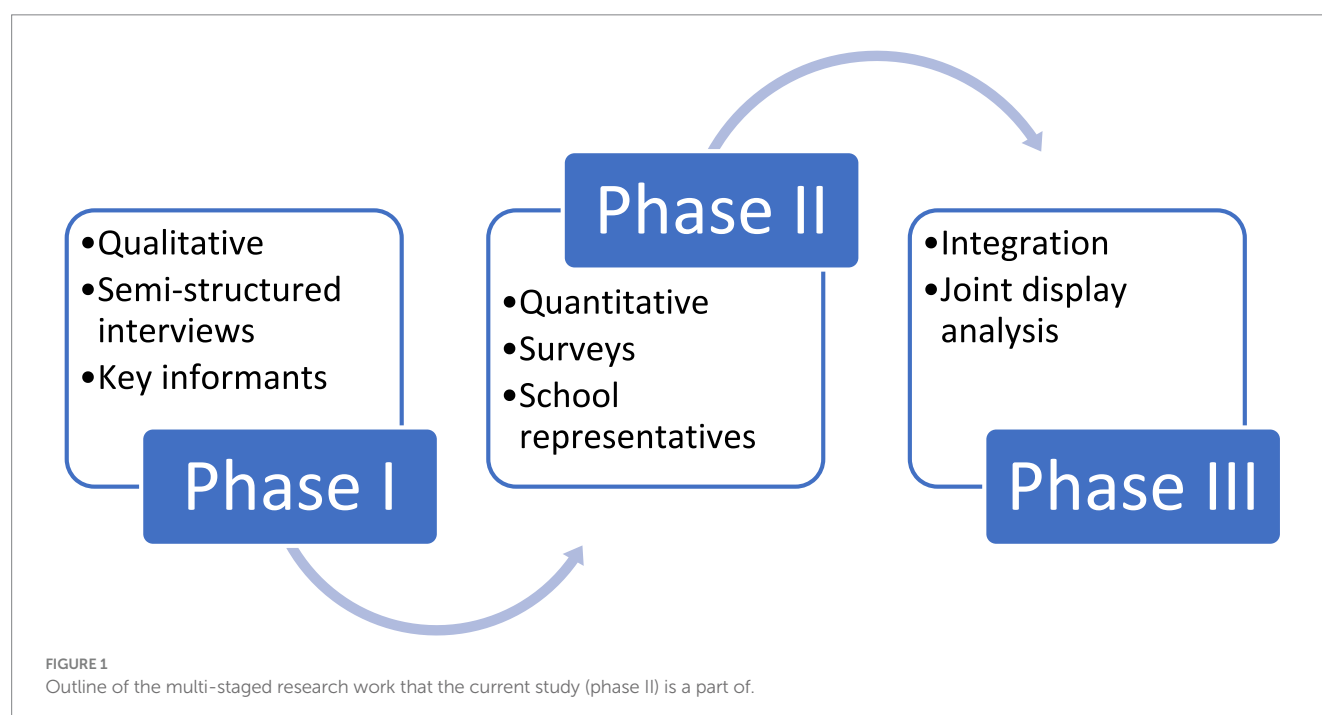 •Qualitative
•Semi-structured
interviews
•Key informants
Phase I
Phase II
•Quantitative
•Surveys
•School
representatives
•Integration
•Joint display
analysis
Phase III
FIGURE 1
Outline of the multi-staged research work that the current study (phase II) is a part of.